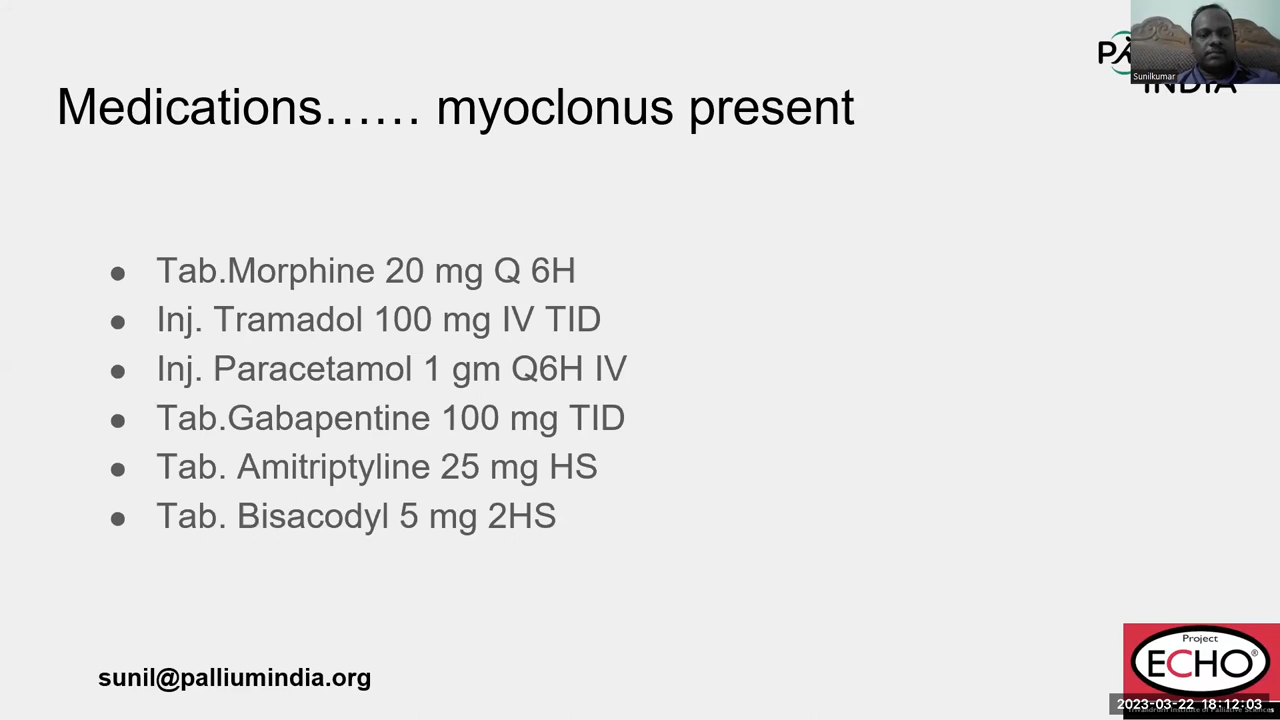 Medications…… myoclonus present
Sunilkumar
INDIA
● Tab.Morphine 20 mg Q 6H
● Inj. Tramadol 100 mg IV TID
● Inj. Paracetamol 1 gm Q6H IV
● Tab.Gabapentine 100 mg TID
● Tab. Amitriptyline 25 mg HS
● Tab. Bisacodyl 5 mg 2HS
sunil@palliumindia.org
Project
ECHO®
2023-03-22 18:12:03